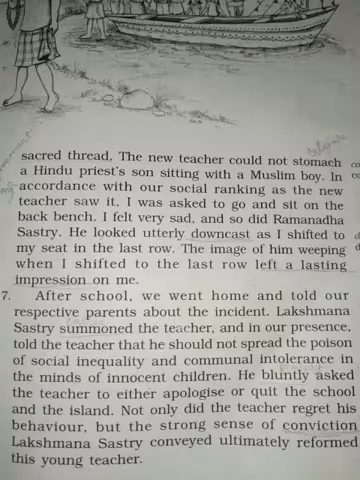 sacred thread. The new teacher could not stomach
a Hindu priest's son sitting with a Muslim boy. In
accordance with our social ranking as the new
teacher saw it, I was asked to go and sit on the
back bench. I felt very sad, and so did Ramanadha
Sastry. He looked utterly downcast as I shifted to
my seat in the last row. The image of him weeping
when I shifted to the last row left a lasting
impression on me.
7. After school, we went home and told our
respective parents about the incident. Lakshmana
Sastry summoned the teacher, and in our presence,
told the teacher that he should not spread the poison
of social inequality and communal intolerance in
the minds of innocent children. He bluntly asked
the teacher to either apologise or quit the school
and the island. Not only did the teacher regret his
behaviour, but the strong sense of conviction
Lakshmana Sastry conveyed ultimately reformed
this young teacher.